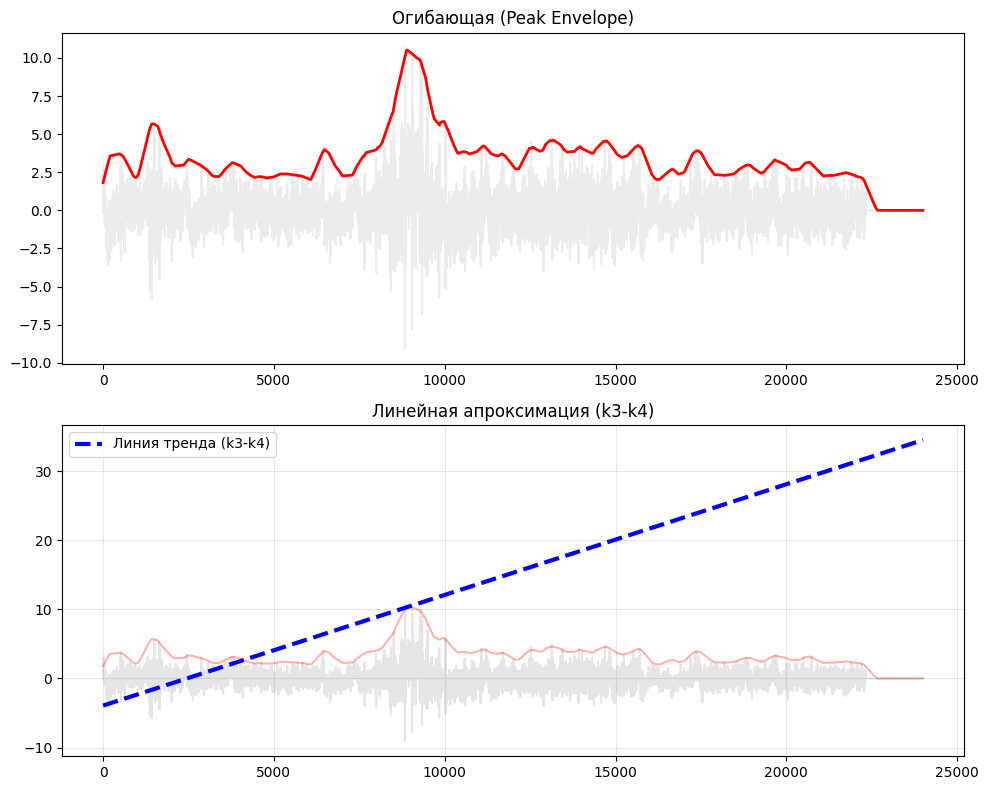 Огибающая (Peak Envelope)
10.0
7.5
5.0
2.5
0.0
−2.5
−5.0
−7.5
−10.0
0 5000 10000 15000 20000 25000
Линейная апроксимация (k3-k4)
Линия тренда (k3-k4)
30
20
10
0
−10
0 5000 10000 15000 20000 25000